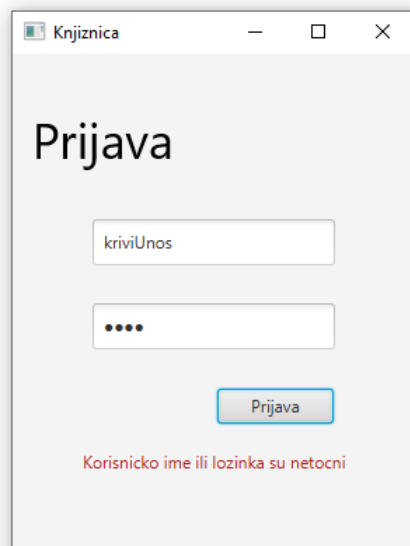 Knjiznica
Prijava
kriviUnos
••••
Prijava
Korisnicko ime ili lozinka su netocni